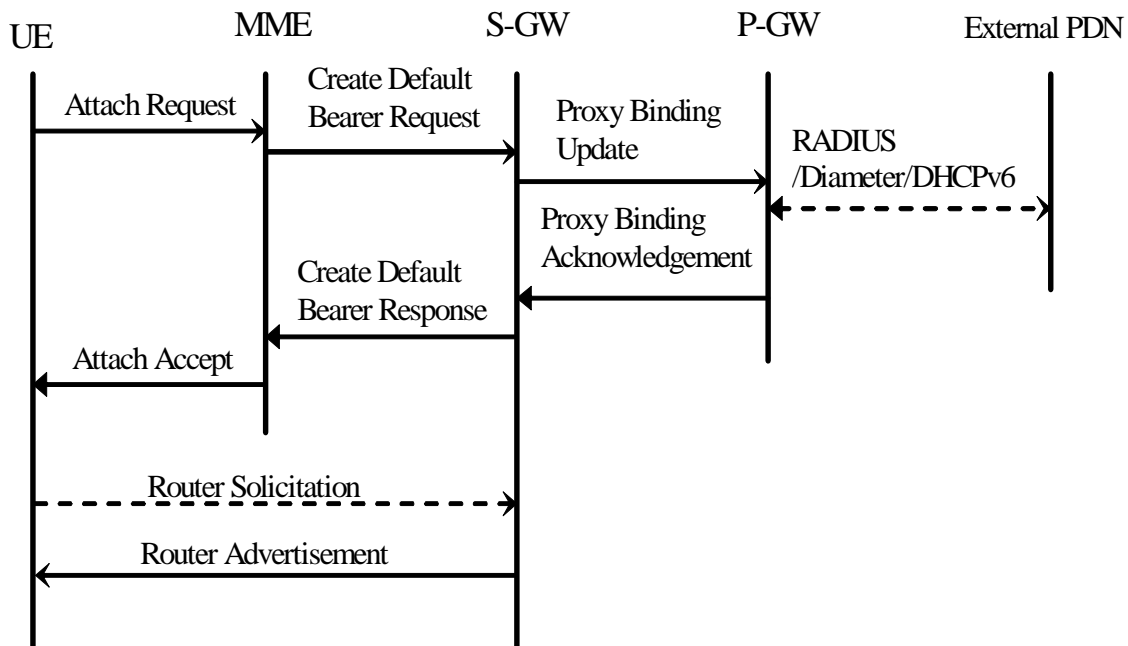 UE
MME
S-GW
P-GW
External PDN
Attach Request
Create Default
Bearer Request
Proxy Binding
Update
RADIUS
/Diameter/DHCPv6
Proxy Binding
Acknowledgement
Create Default
Bearer Response
Attach Accept
Router Solicitation
Router Advertisement